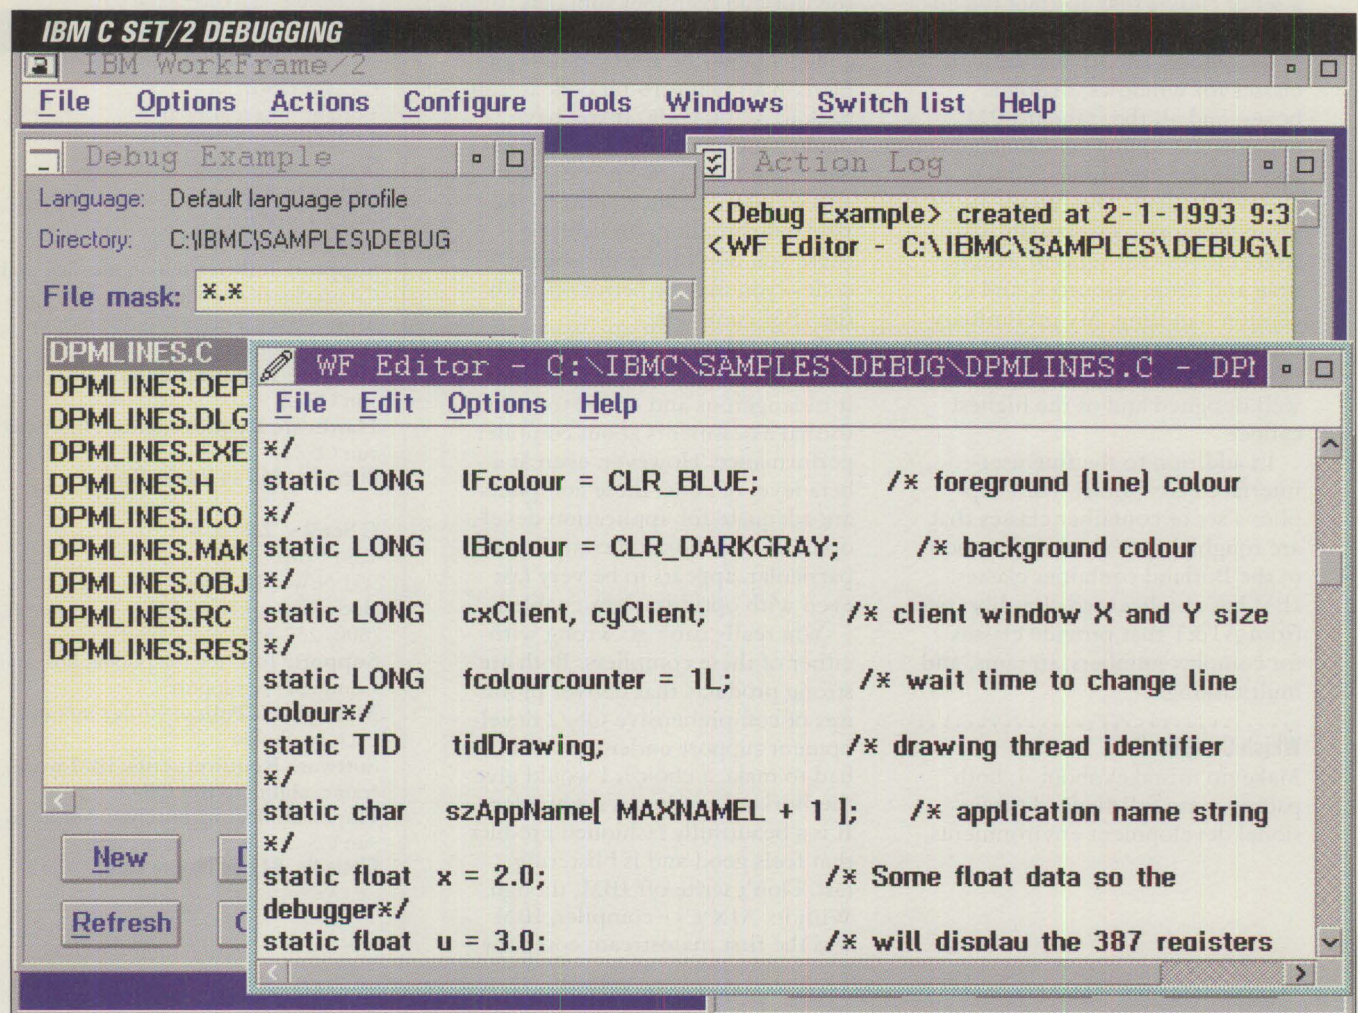 IBM C SET/2 DEBUGGING
IBM WorkFrame/2
File Options Actions Configure Tools Windows Switch list Help
Debug Example
Language: Default language profile
Directory: C:\IBMC\SAMPLES\DEBUG
File mask: *.*
DPMLINES.C
DPMLINES.DEP
DPMLINES.DLG
DPMLINES.EXE
DPMLINES.H
DPMLINES.ICO
DPMLINES.MAK
DPMLINES.OBJ
DPMLINES.RC
DPMLINES.RES
New
Refresh
Action Log
<Debug Example> created at 2-1-1993 9:3
<WF Editor - C:\IBMC\SAMPLES\DEBUG\D
WF Editor - C:\IBMC\SAMPLES\DEBUG\DPMLINES.C - DPM
File Edit Options Help
*/
static LONG lFcolour = CLR_BLUE; /* foreground (line) colour
*/
static LONG lBcolour = CLR_DARKGRAY; /* background colour
*/
static LONG cxClient, cyClient; /* client window X and Y size
*/
static LONG fcolourcounter = 1L; /* wait time to change line
colour*/
static TID tidDrawing; /* drawing thread identifier
*/
static char szAppName[ MAXNAMEL + 1 ]; /* application name string
*/
static float x = 2.0; /* Some float data so the
debugger*/
static float u = 3.0; /* will display the 387 registers